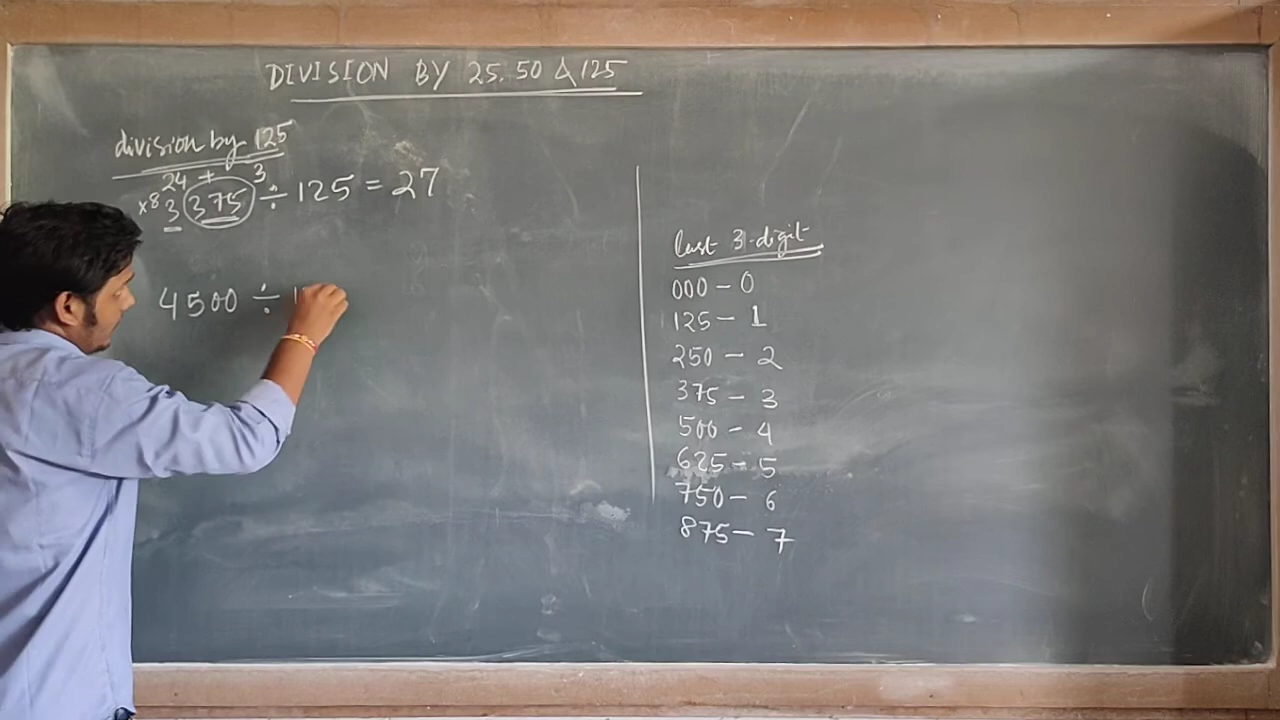 DIVISION BY 25, 50 & 125
division by 125
24 + 3
×8 3 375 ÷ 125 = 27
4500 ÷ 1
last 3-digit
000 - 0
125 - 1
250 - 2
375 - 3
500 - 4
625 - 5
750 - 6
875 - 7